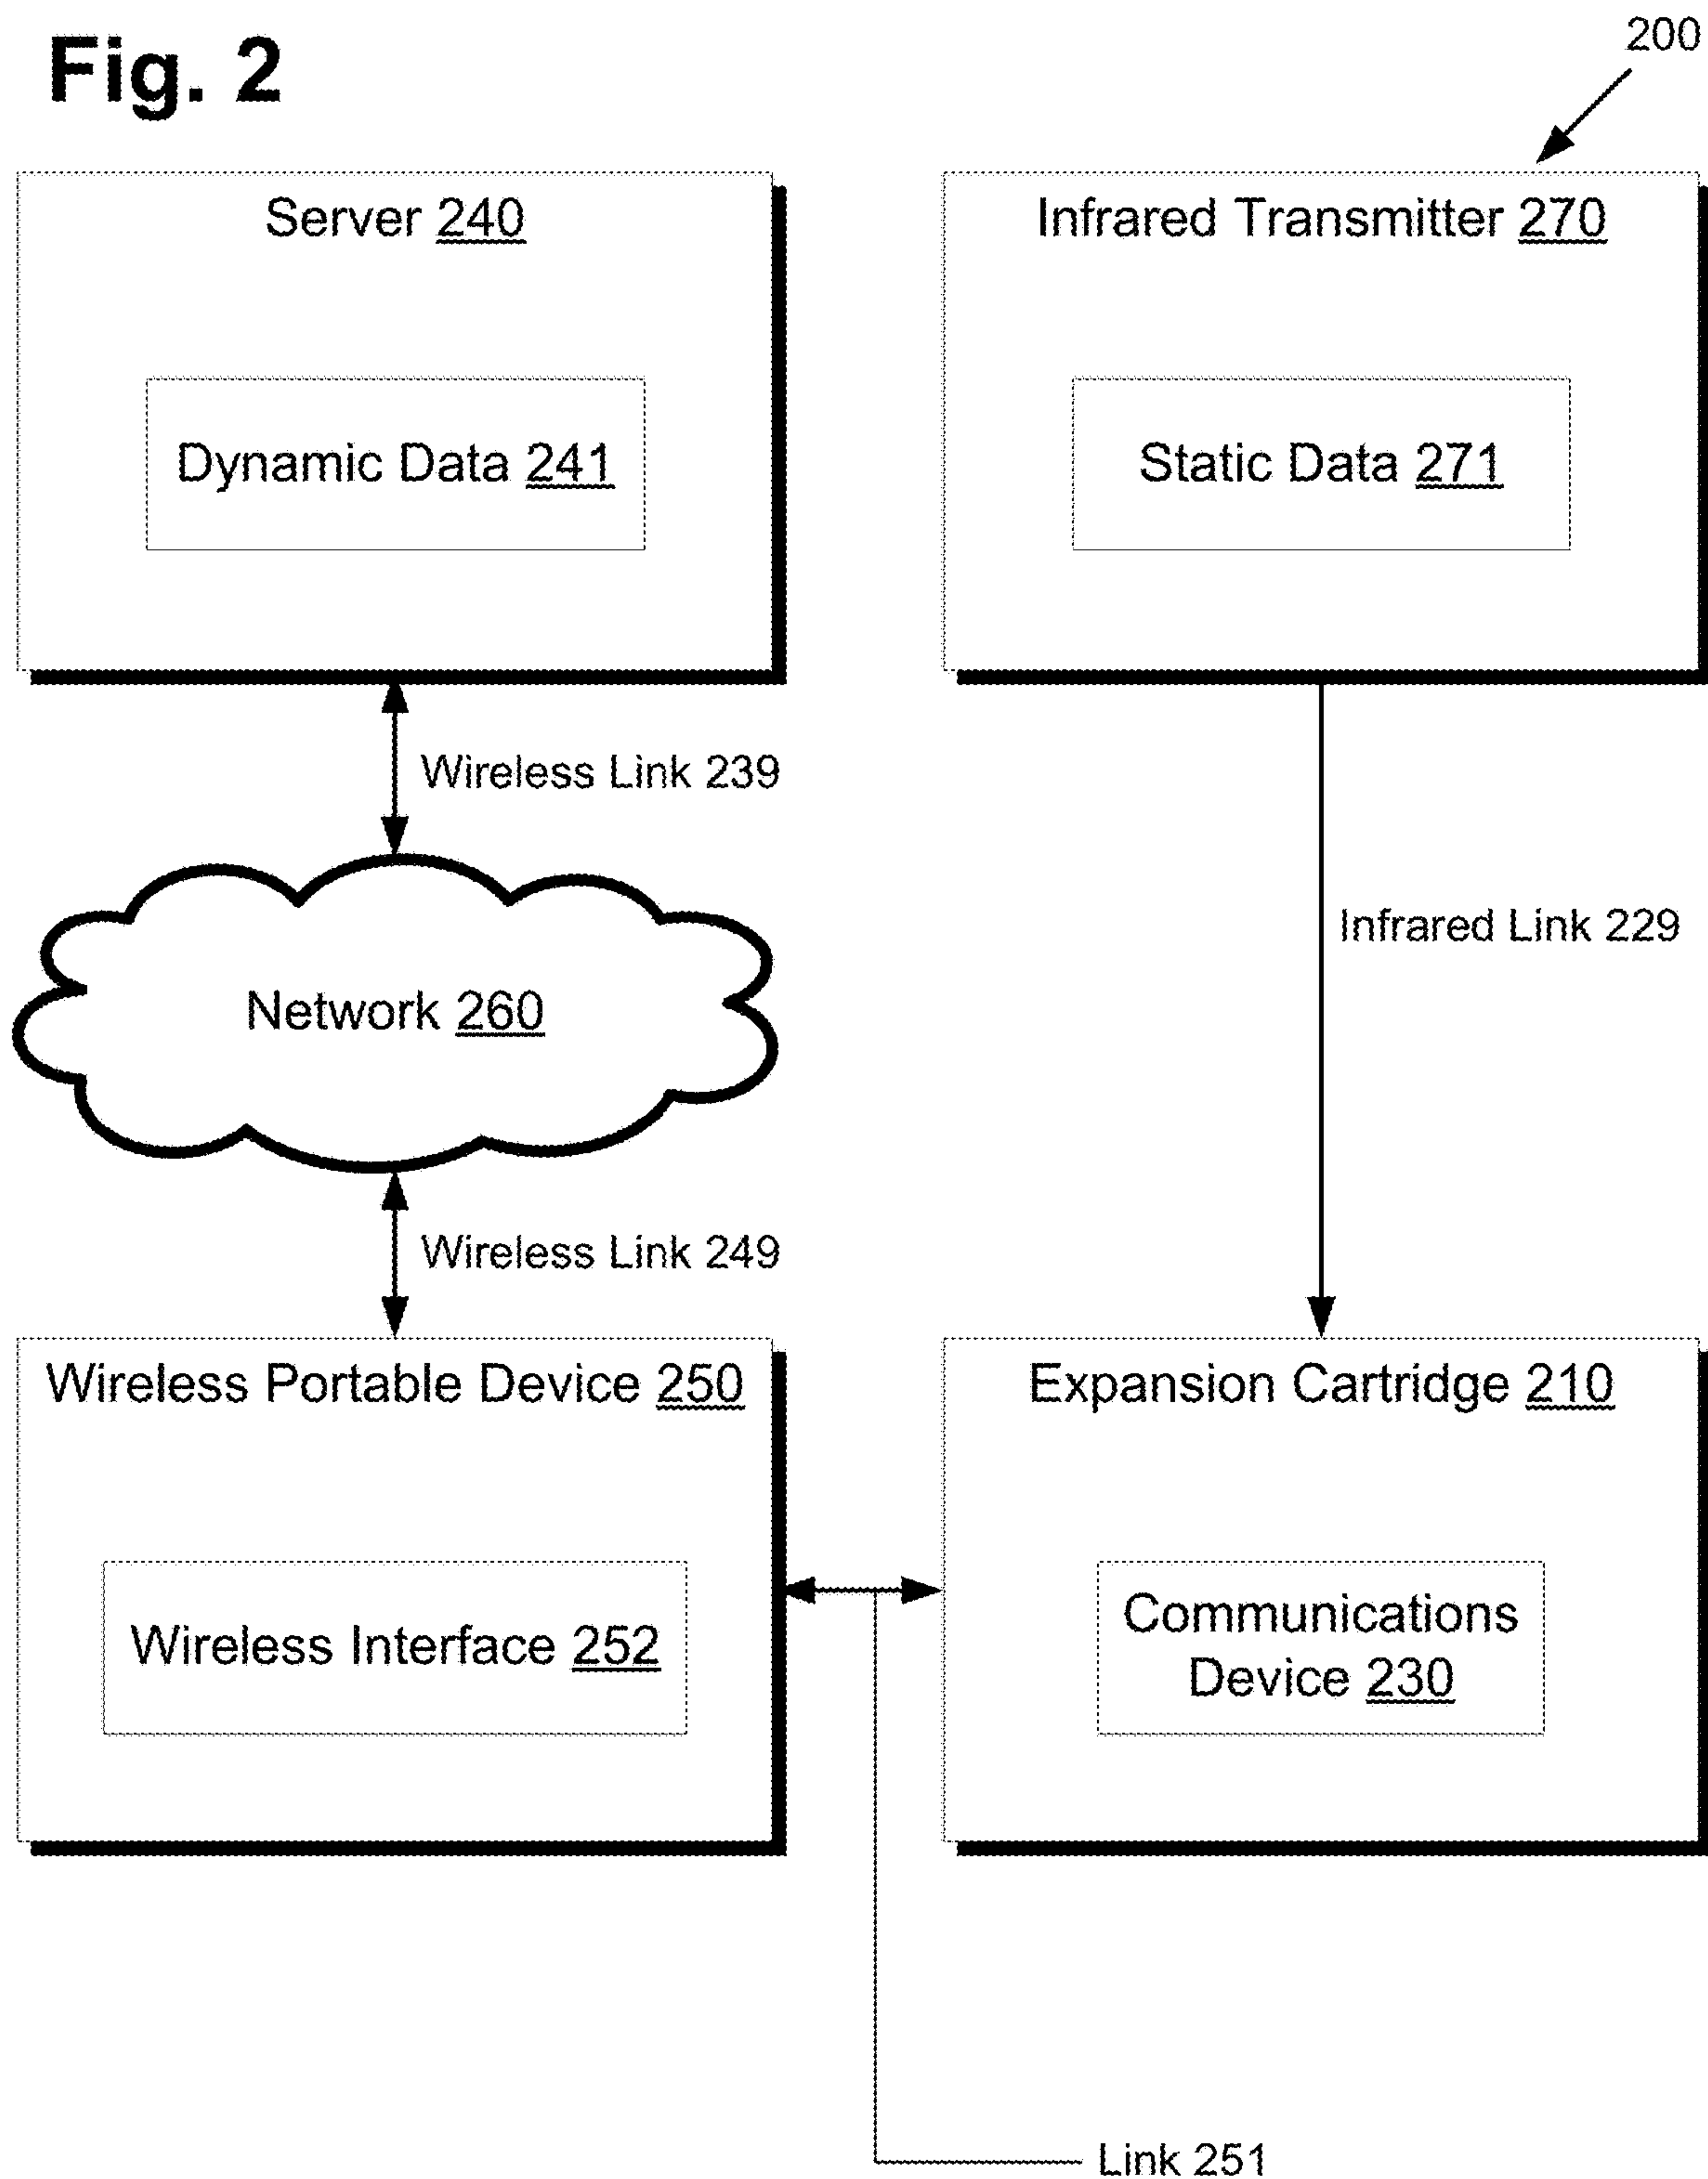 Fig. 2
200
Server 240
Infrared Transmitter 270
Dynamic Data 241
Static Data 271
Wireless Link 239
Infrared Link 229
Network 260
Wireless Link 249
Wireless Portable Device 250
Expansion Cartridge 210
Wireless Interface 252
Communications
Device 230
Link 251